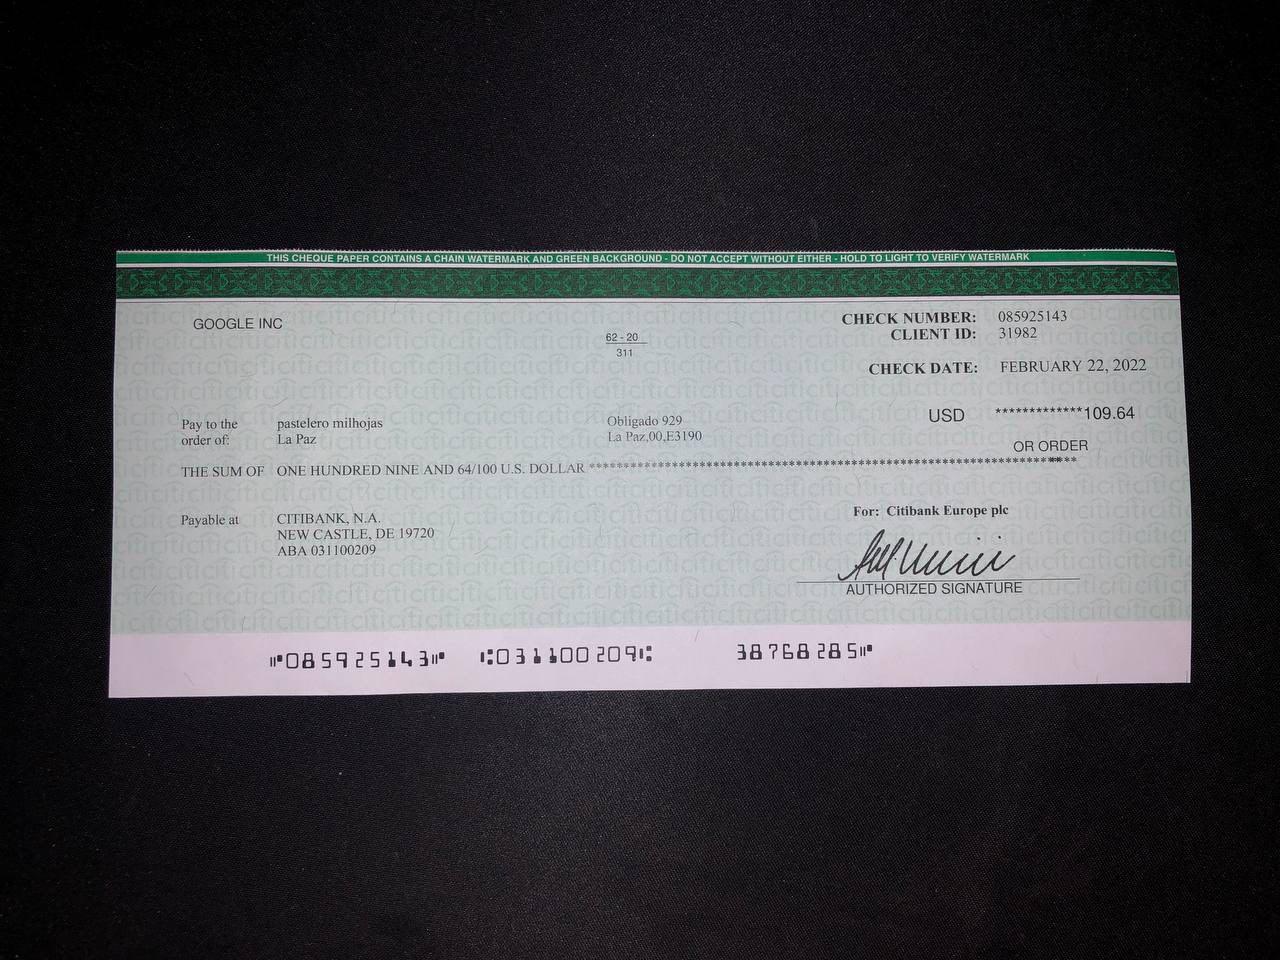 THIS CHEQUE PAPER CONTAINS A CHAIN WATERMARK AND GREEN BACKGROUND - DO NOT ACCEPT WITHOUT EITHER - HOLD TO LIGHT TO VERIFY WATERMARK
GOOGLE INC
62 - 20
311
CHECK NUMBER: 085925143
CLIENT ID: 31982
CHECK DATE: FEBRUARY 22, 2022
Pay to the order of:
pastelero milhojas
La Paz
Obligado 929
La Paz,00,E3190
USD *************109.64
OR ORDER
THE SUM OF ONE HUNDRED NINE AND 64/100 U.S. DOLLAR ****************************************************************************
Payable at
CITIBANK, N.A.
NEW CASTLE, DE 19720
ABA 031100209
For: Citibank Europe plc
AUTHORIZED SIGNATURE
⑈085925143⑈ ⑆031100209⑆ 38768285⑈